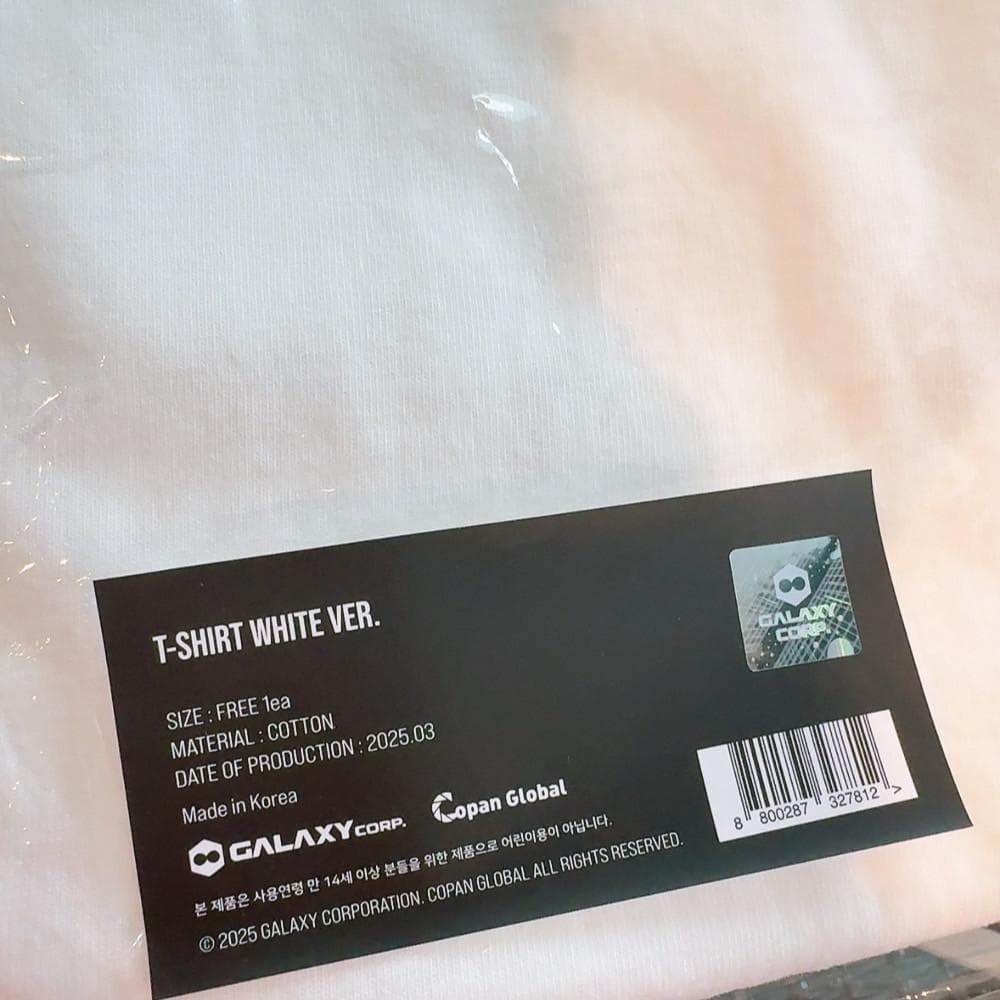 T-SHIRT WHITE VER.
GALAXY
CORP.
SIZE : FREE 1ea
MATERIAL : COTTON
DATE OF PRODUCTION : 2025.03
Made in Korea
GALAXY CORP. Copan Global
본 제품은 사용연령 만 14세 이상 분들을 위한 제품으로 어린이용이 아닙니다.
© 2025 GALAXY CORPORATION. COPAN GLOBAL ALL RIGHTS RESERVED.
8 800287 327812 >